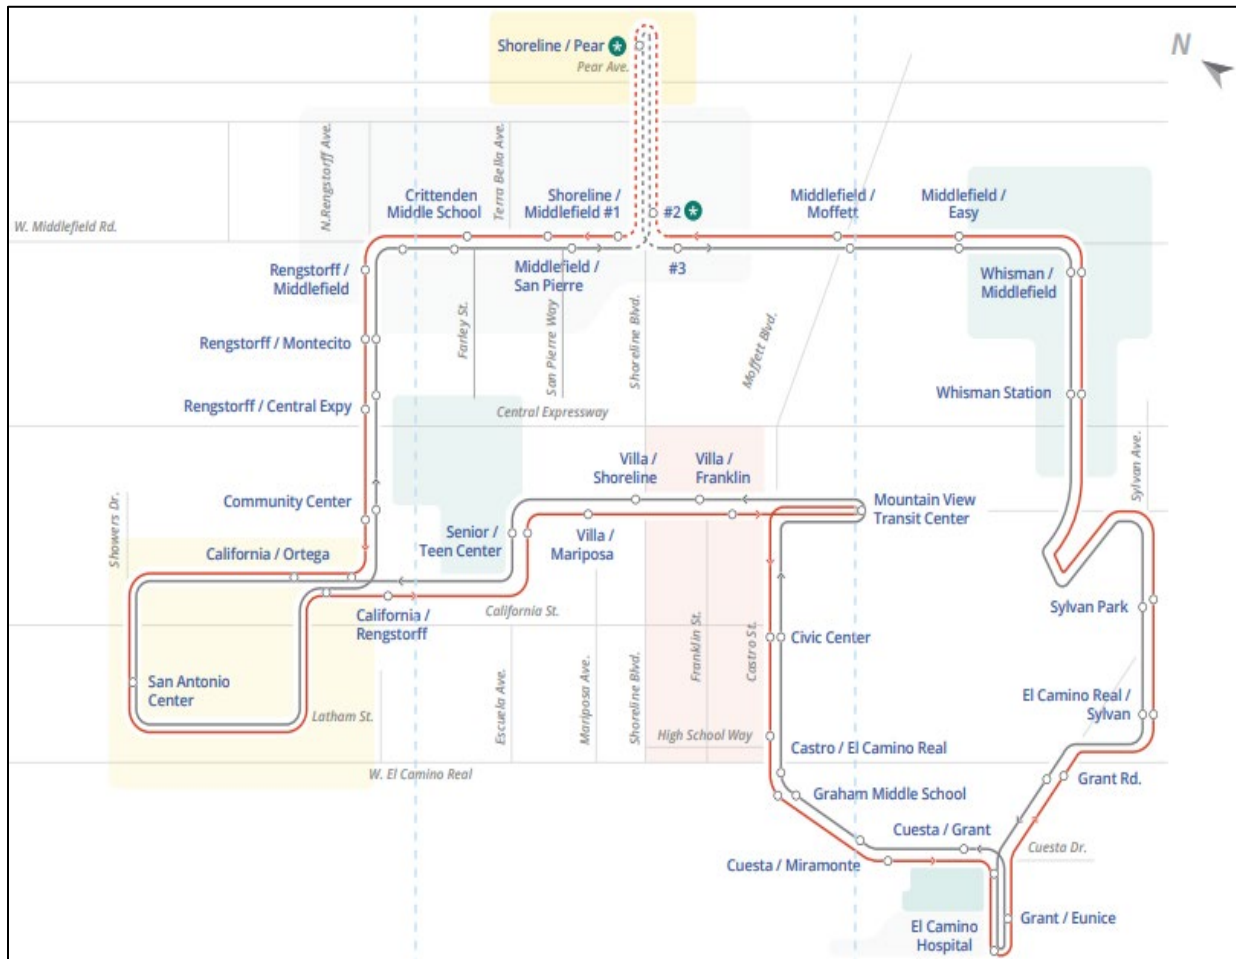 Shoreline / Pear *
Pear Ave.
N
N.Rengstorff Ave.
Terra Bella Ave.
Crittenden
Middle School
Shoreline /
Middlefield #1
#2 *
Middlefield /
Moffett
Middlefield /
Easy
W. Middlefield Rd.
Rengstorff /
Middlefield
Middlefield /
San Pierre
#3
Whisman /
Middlefield
Farley St.
San Pierre Way
Shoreline Blvd.
Moffett Blvd.
Rengstorff / Montecito
Rengstorff / Central Expy
Central Expressway
Whisman Station
Sylvan Ave.
Villa /
Shoreline
Villa /
Franklin
Showers Dr.
Community Center
Senior /
Teen Center
Villa /
Mariposa
Mountain View
Transit Center
California / Ortega
California /
Rengstorff
California St.
Sylvan Park
Civic Center
San Antonio
Center
Latham St.
Escuela Ave.
Mariposa Ave.
Shoreline Blvd.
Franklin St.
Castro St.
El Camino Real /
Sylvan
High School Way
Castro / El Camino Real
W. El Camino Real
Grant Rd.
Graham Middle School
Cuesta / Grant
Cuesta Dr.
Cuesta / Miramonte
El Camino
Hospital
Grant / Eunice